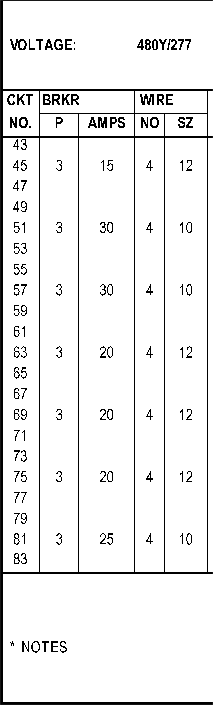 VOLTAGE: 480Y/277
CKT BRKR WIRE
NO. P AMPS NO SZ
43
45 3 15 4 12
47
49
51 3 30 4 10
53
55
57 3 30 4 10
59
61
63 3 20 4 12
65
67
69 3 20 4 12
71
73
75 3 20 4 12
77
79
81 3 25 4 10
83
* NOTES